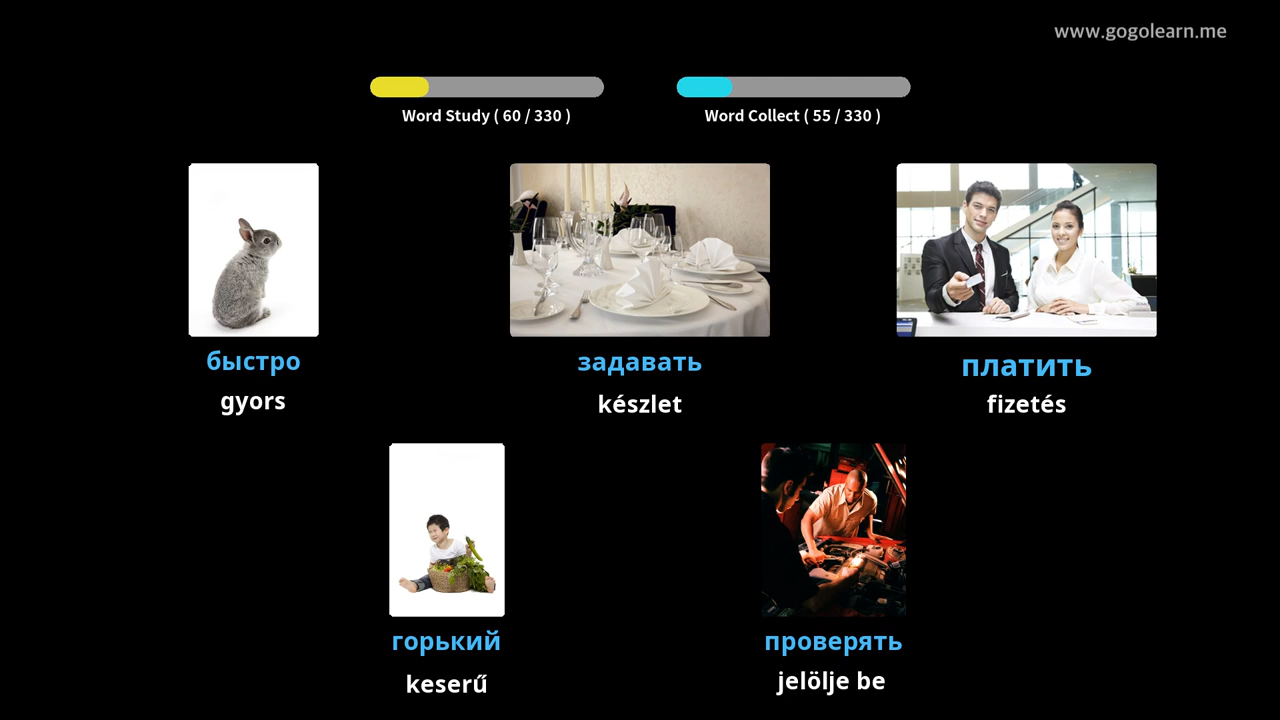 www.gogolearn.me
Word Study ( 60 / 330 )
Word Collect ( 55 / 330 )
быстро
gyors
задавать
készlet
платить
fizetés
горький
keserű
проверять
jelölje be